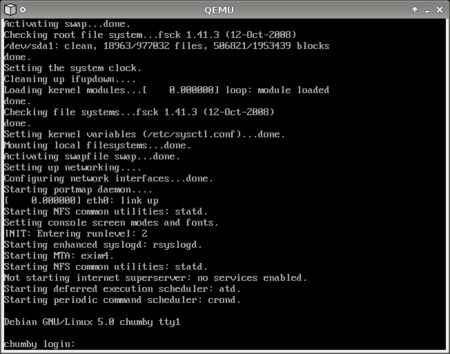 QEMU
Activating swap...done.
Checking root file system...fsck 1.41.3 (12-Oct-2008)
/dev/sda1: clean, 18963/977032 files, 506821/1953439 blocks
done.
Setting the system clock.
Cleaning up ifupdown....
Loading kernel modules...[    0.000000] loop: module loaded
done.
Checking file systems...fsck 1.41.3 (12-Oct-2008)
done.
Setting kernel variables (/etc/sysctl.conf)...done.
Mounting local filesystems...done.
Activating swapfile swap...done.
Setting up networking....
Configuring network interfaces...done.
Starting portmap daemon....
[    0.000000] eth0: link up
Starting NFS common utilities: statd.
Setting console screen modes and fonts.
INIT: Entering runlevel: 2
Starting enhanced syslogd: rsyslogd.
Starting MTA: exim4.
Starting NFS common utilities: statd.
Not starting internet superserver: no services enabled.
Starting deferred execution scheduler: atd.
Starting periodic command scheduler: crond.
Debian GNU/Linux 5.0 chumby tty1
chumby login: